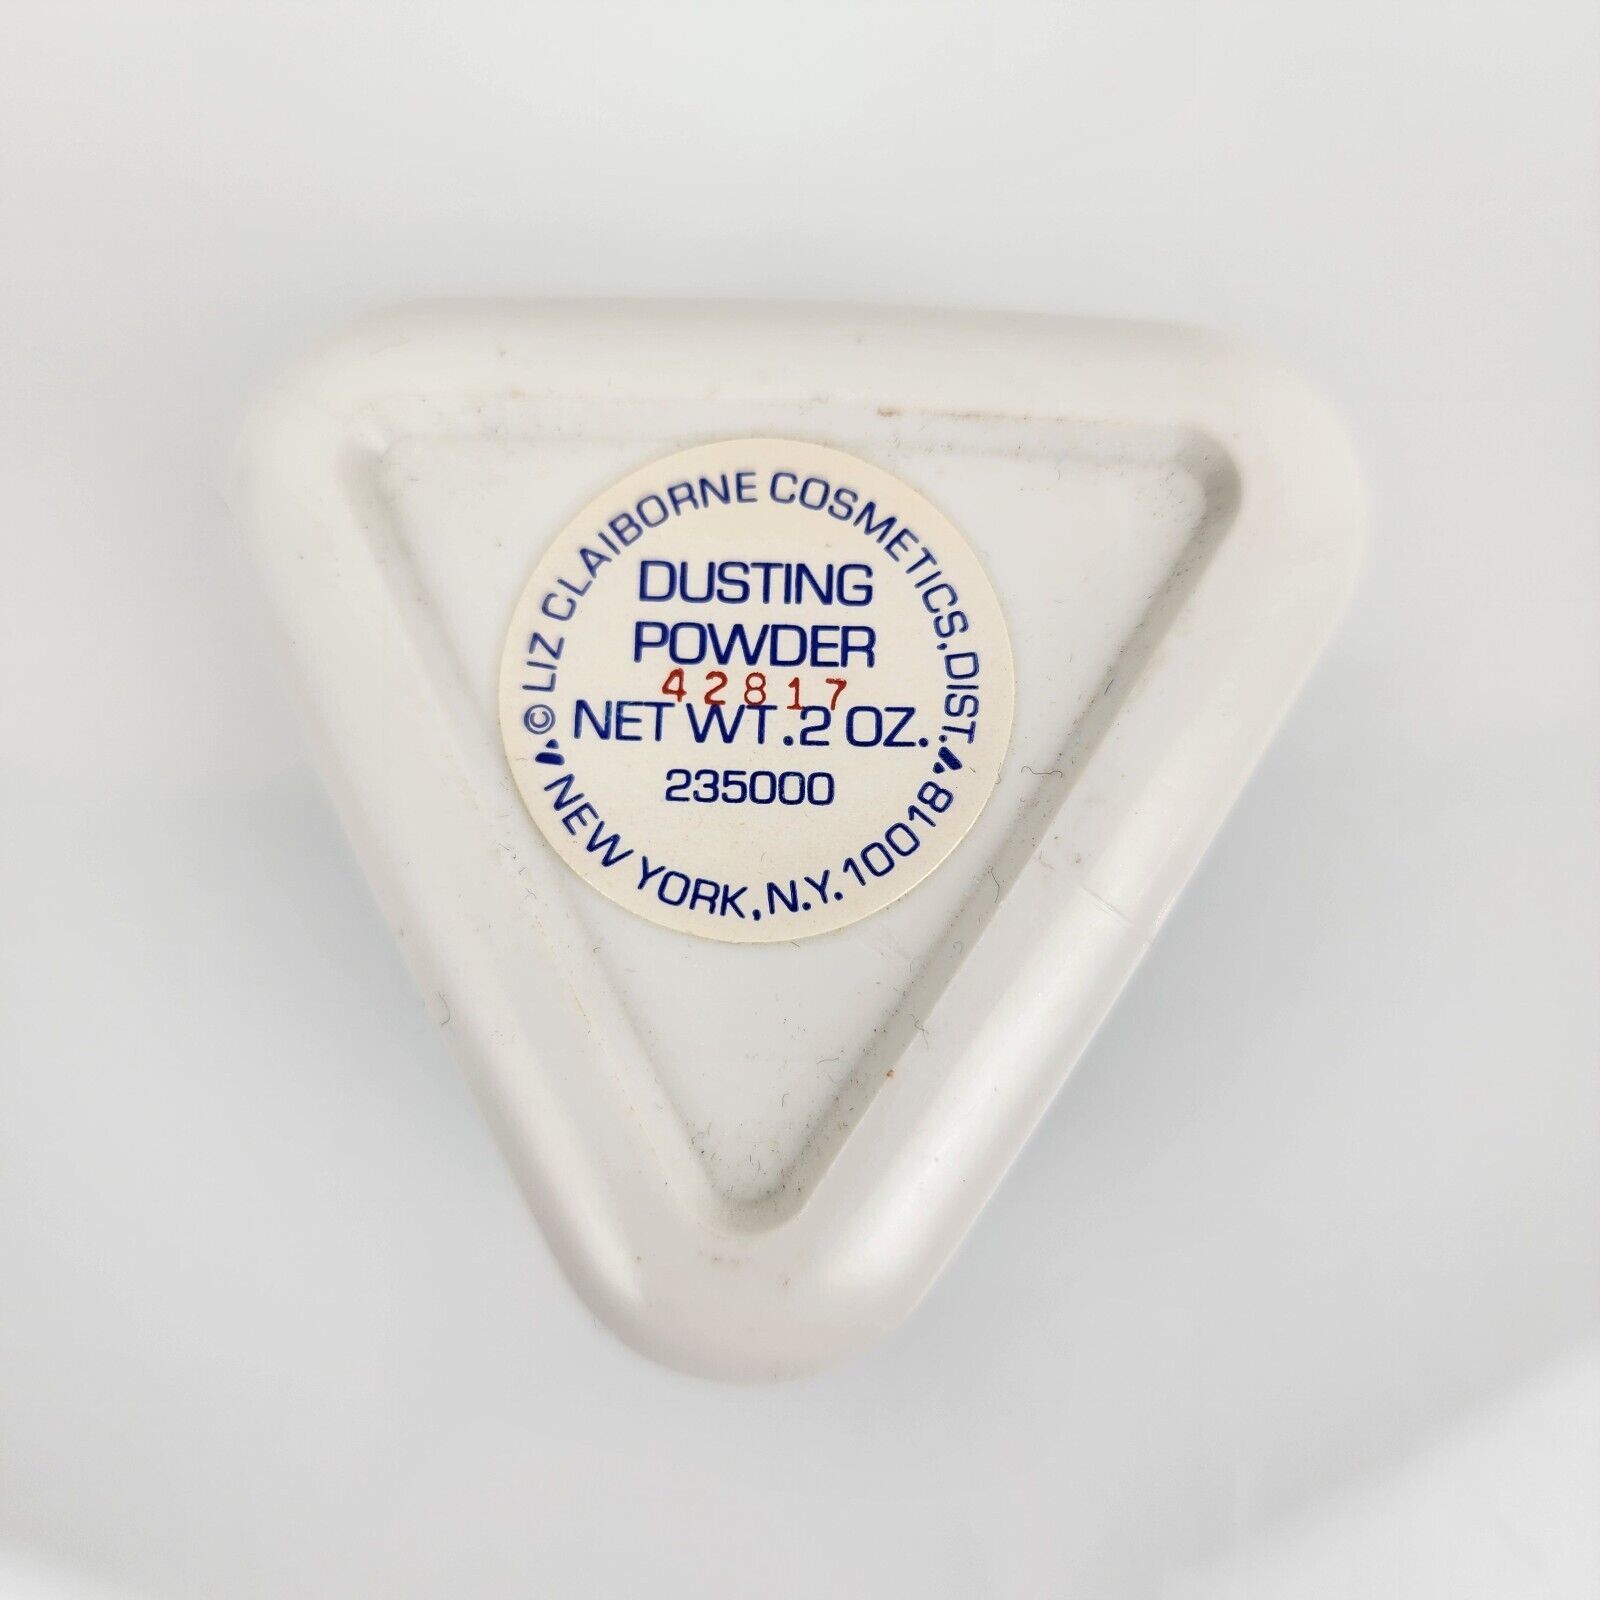 © LIZ CLAIBORNE COSMETICS, DIST.
DUSTING
POWDER
42817
NET WT. .2 OZ.
235000
NEW YORK, N.Y. 10018